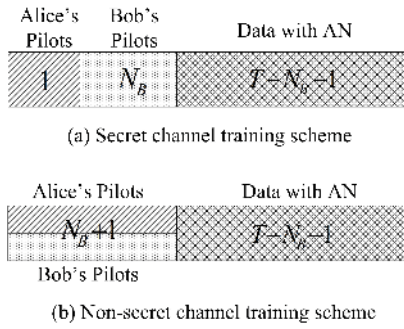 Alice's Pilots Bob's Pilots Data with AN
1 N_B T-N_B-1
(a) Secret channel training scheme
Alice's Pilots Data with AN
N_B+1 T-N_B-1
Bob's Pilots
(b) Non-secret channel training scheme